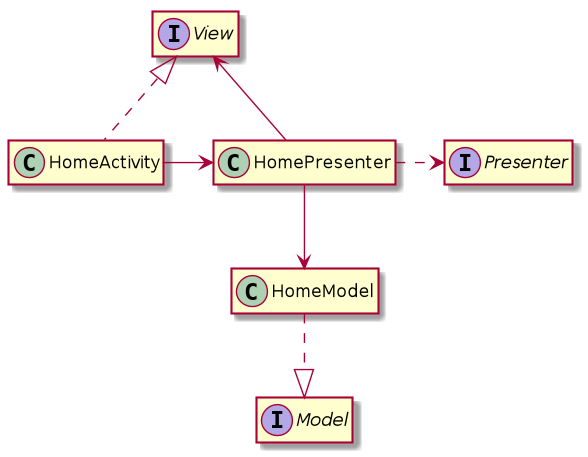 I View
C HomeActivity
C HomePresenter
I Presenter
C HomeModel
I Model